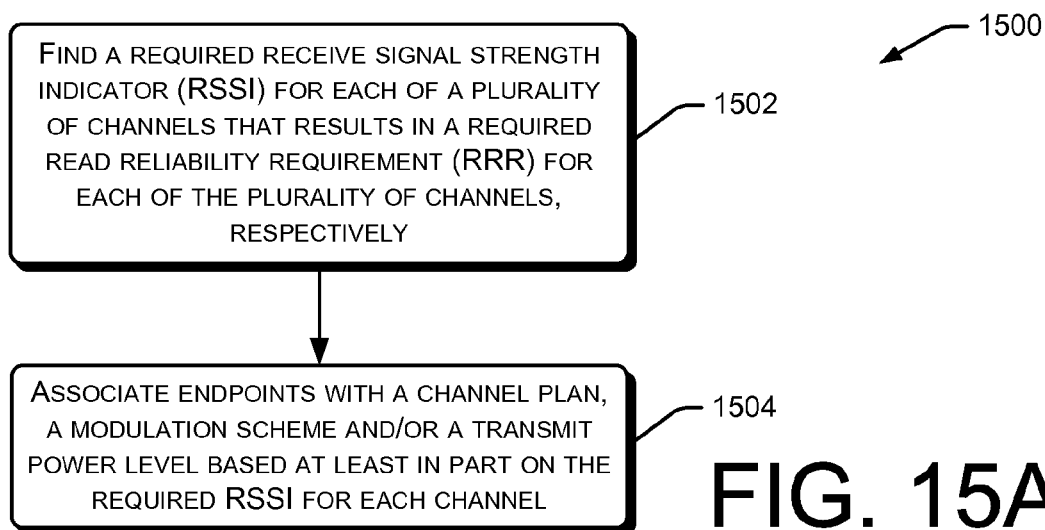 1500
FIND A REQUIRED RECEIVE SIGNAL STRENGTH
INDICATOR (RSSI) FOR EACH OF A PLURALITY
OF CHANNELS THAT RESULTS IN A REQUIRED
READ RELIABILITY REQUIREMENT (RRR) FOR
EACH OF THE PLURALITY OF CHANNELS,
RESPECTIVELY
1502
ASSOCIATE ENDPOINTS WITH A CHANNEL PLAN,
A MODULATION SCHEME AND/OR A TRANSMIT
POWER LEVEL BASED AT LEAST IN PART ON THE
REQUIRED RSSI FOR EACH CHANNEL
1504
FIG. 15A